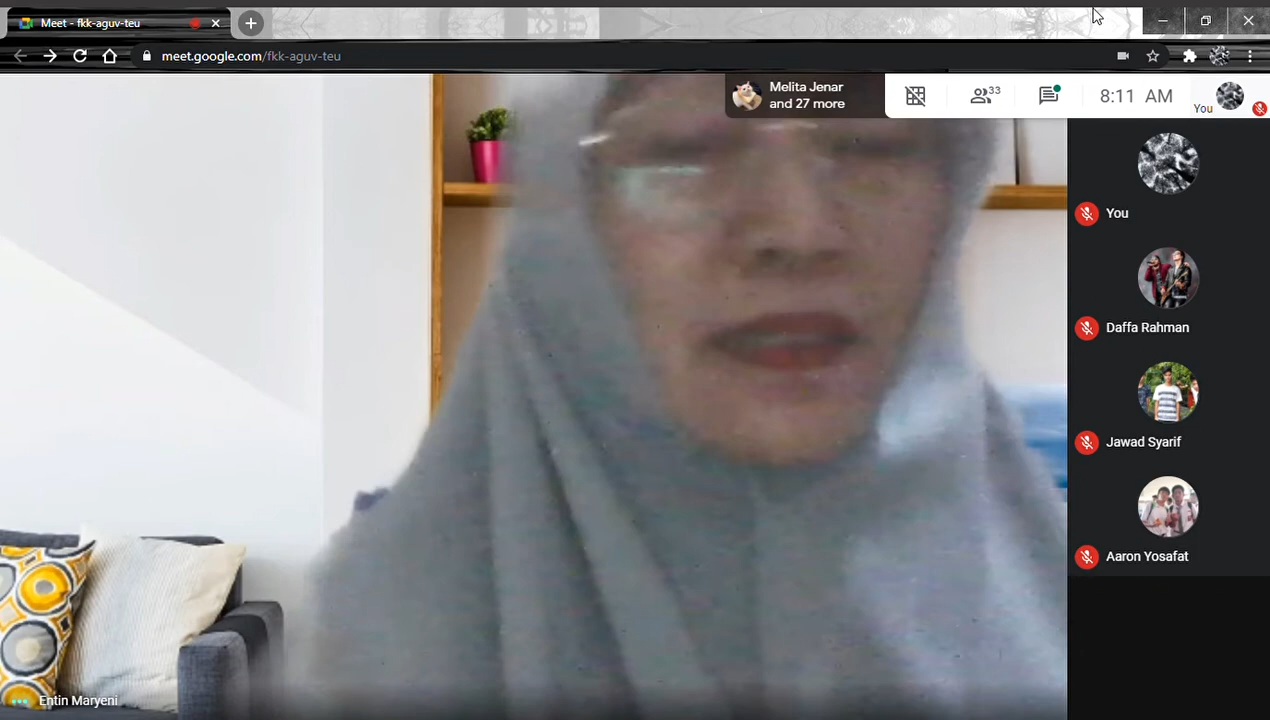 Meet - fkk-aguv-teu
meet.google.com/fkk-aguv-teu
Melita Jenar
and 27 more
33
8:11 AM
You
You
Daffa Rahman
Jawad Syarif
Aaron Yosafat
Entin Maryeni